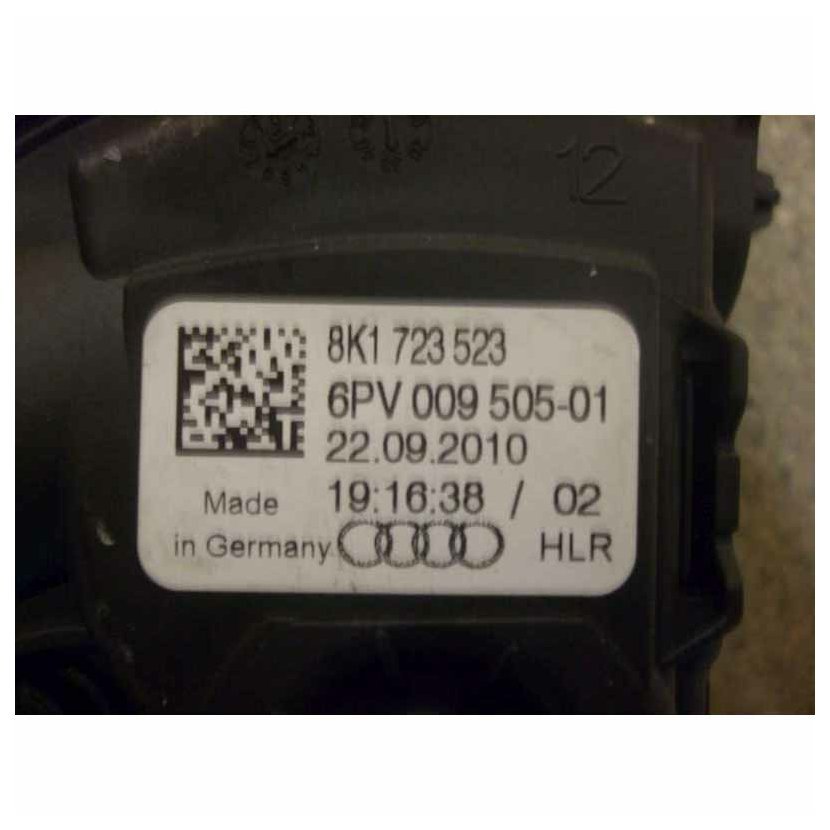 12
8K1 723 523
6PV 009 505-01
22.09.2010
19:16:38 / 02
Made
in Germany HLR